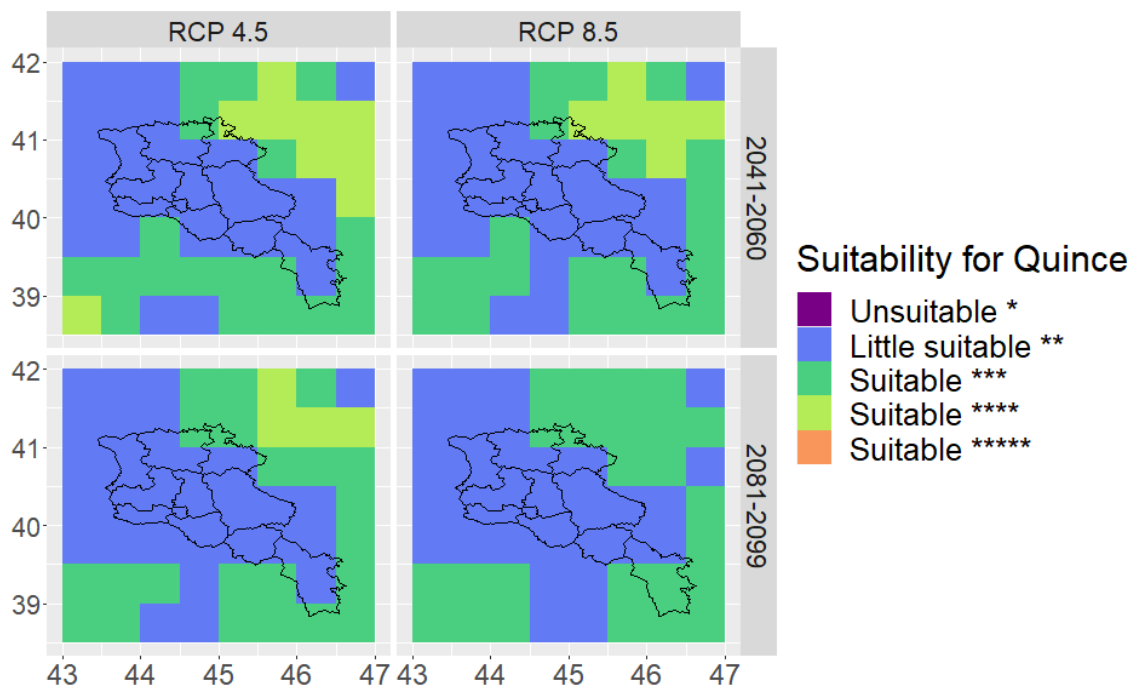 RCP 4.5
RCP 8.5
42
41
40
39
2041-2060
42
41
40
39
2081-2099
43
44
45
46
47
43
44
45
46
47
Suitability for Quince
Unsuitable *
Little suitable **
Suitable ***
Suitable ****
Suitable *****